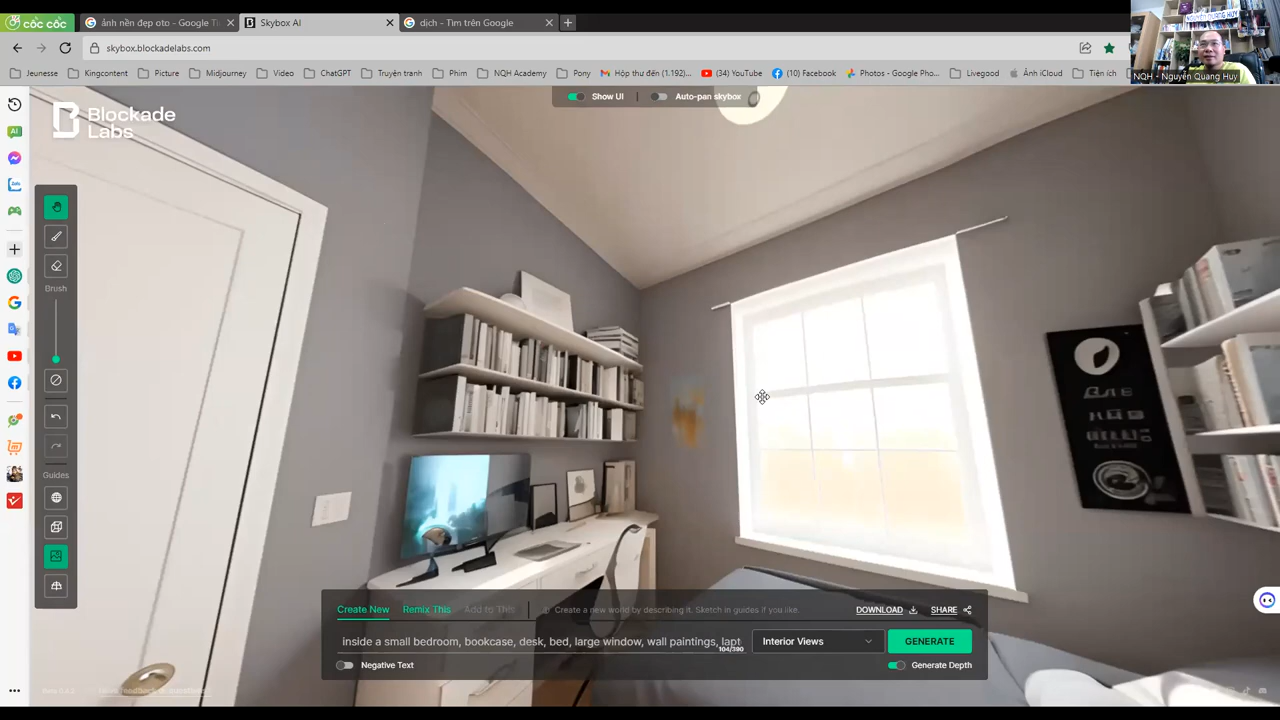 cốc cốc
ảnh nền đẹp oto - Google Ti
Skybox AI
dich - Tìm trên Google
NGUYỄN QUANG HUY
skybox.blockadelabs.com
NQH - Nguyễn Quang Huy
Jeunesse
Kingcontent
Picture
Midjourney
Video
ChatGPT
Truyện tranh
Phim
NQH Academy
Pony
Hộp thư đến (1.192)...
(34) YouTube
(10) Facebook
Photos - Google Pho...
Livegood
Ảnh iCloud
Tiện ích
Show UI
Auto-pan skybox
Blockade
Labs
Brush
Guides
Create New
Remix This
Add to This
Create a new world by describing it. Sketch in guides if you like.
DOWNLOAD
SHARE
inside a small bedroom, bookcase, desk, bed, large window, wall paintings, lapt
104/380
Interior Views
GENERATE
Negative Text
Generate Depth